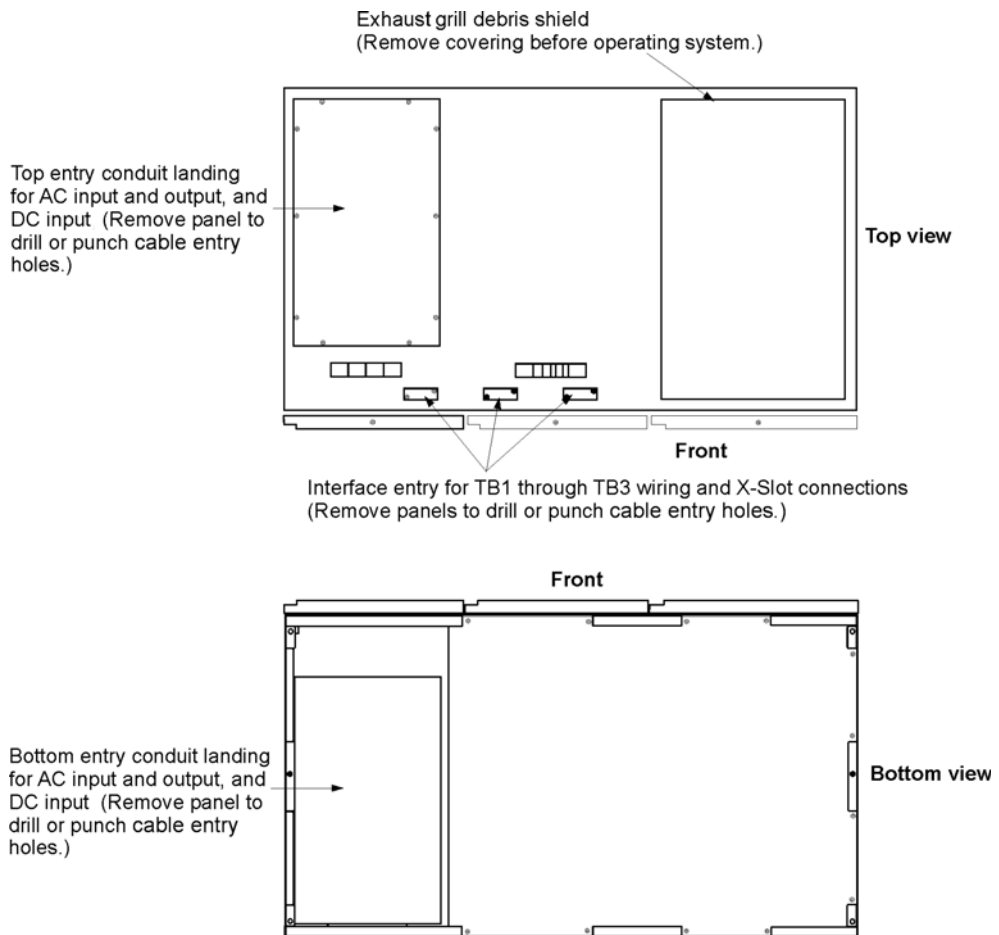 Exhaust grill debris shield
(Remove covering before operating system.)
Top entry conduit landing
for AC input and output, and
DC input (Remove panel to
drill or punch cable entry
holes.)
Top view
Front
Interface entry for TB1 through TB3 wiring and X-Slot connections
(Remove panels to drill or punch cable entry holes.)
Front
Bottom entry conduit landing
for AC input and output, and
DC input (Remove panel to
drill or punch cable entry
holes.)
Bottom view